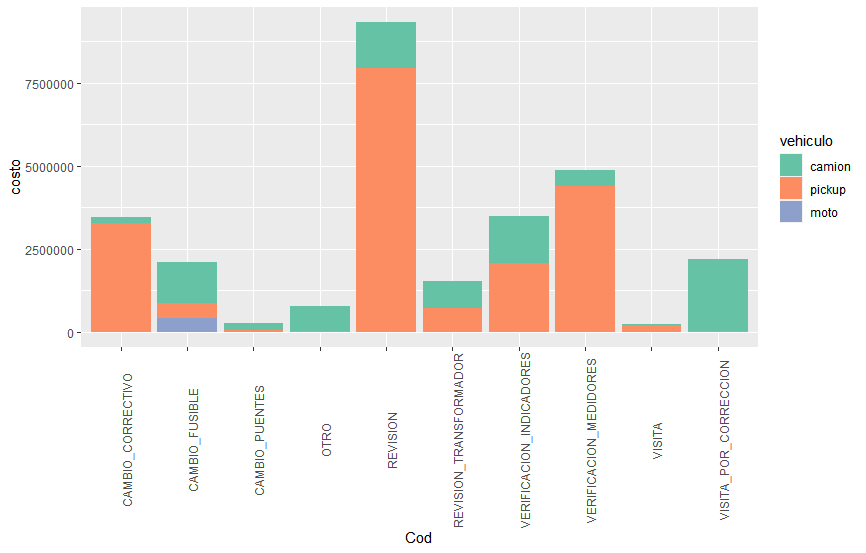 costo
7500000
5000000
2500000
0
CAMBIO_CORRECTIVO
CAMBIO_FUSIBLE
CAMBIO_PUENTES
OTRO
REVISION
REVISION_TRANSFORMADOR
VERIFICACION_INDICADORES
VERIFICACION_MEDIDORES
VISITA
VISITA_POR_CORRECCION
Cod
vehiculo
camion
pickup
moto